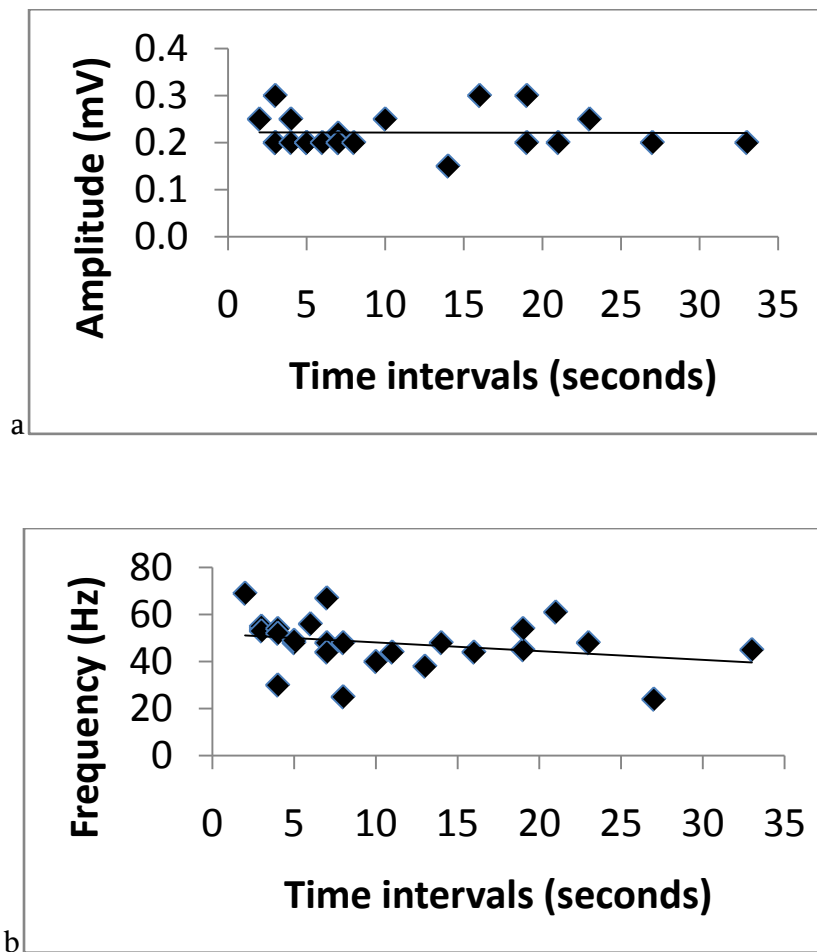 Amplitude (mV)
0.4
0.3
0.2
0.1
0.0
0 5 10 15 20 25 30 35
Time intervals (seconds)
a
Frequency (Hz)
80
60
40
20
0
0 5 10 15 20 25 30 35
Time intervals (seconds)
b